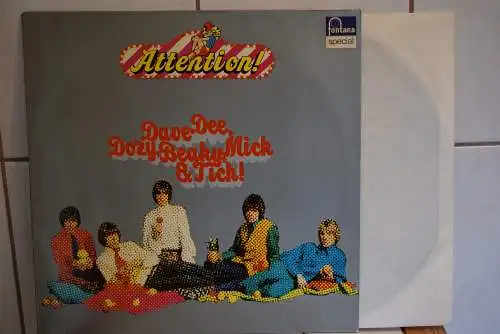 fontana
special
Attention!
Dave Dee,
Dozy Beaky Mick
& Tich!